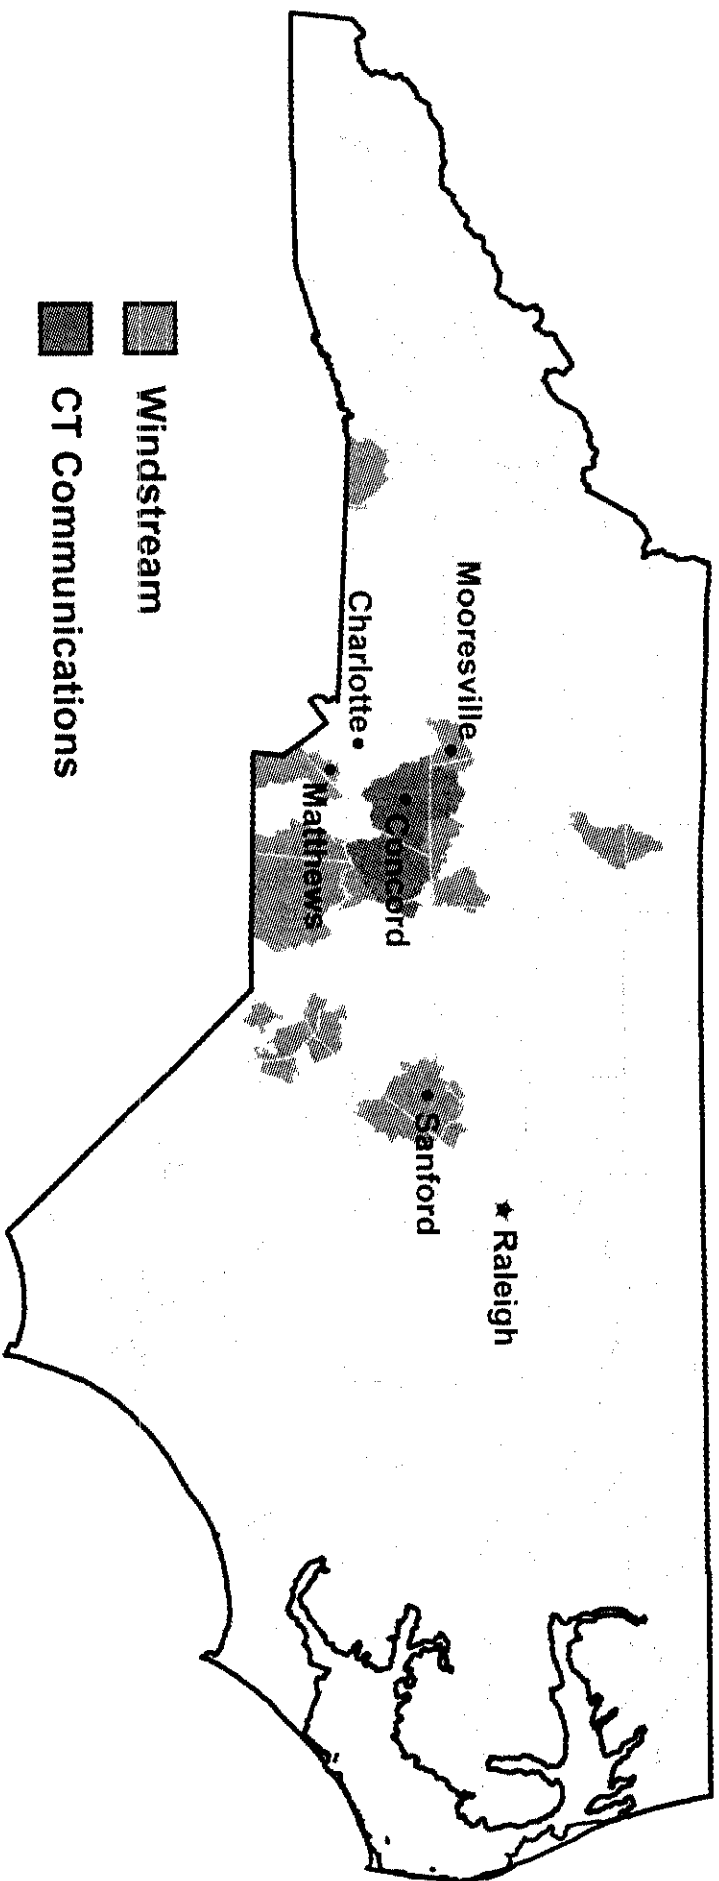 Raleigh
Mooresville
Sanford
Concord
Charlotte
Matthews
Windstream
CT Communications